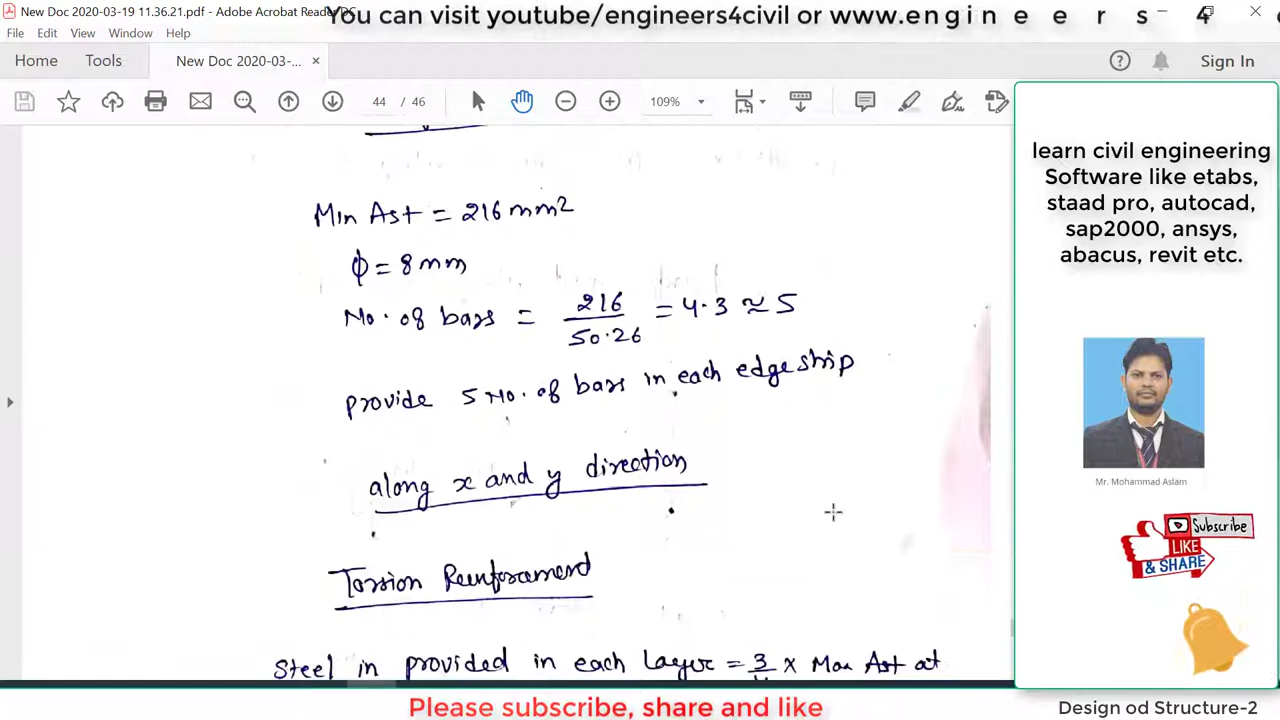 New Doc 2020-03-19 11.36.21.pdf - Adobe Acrobat Reader DC
You can visit youtube/engineers4civil or www.e n g i n e e r s 4
File Edit View Window Help
Home Tools New Doc 2020-03-... × Sign In
44 / 46 109%
Min Ast = 216 mm2
ϕ = 8 mm
No. of bars = 216/50.26 = 4.3 ≈ 5
provide 5 No. of bars in each edge strip
along x and y direction
Torsion Reinforcement
Steel in provided in each layer = 3/4 x Max Ast at
learn civil engineering
Software like etabs,
staad pro, autocad,
sap2000, ansys,
abacus, revit etc.
Mr. Mohammad Aslam
Subscribe
LIKE
& SHARE
Please subscribe, share and like
Design od Structure-2